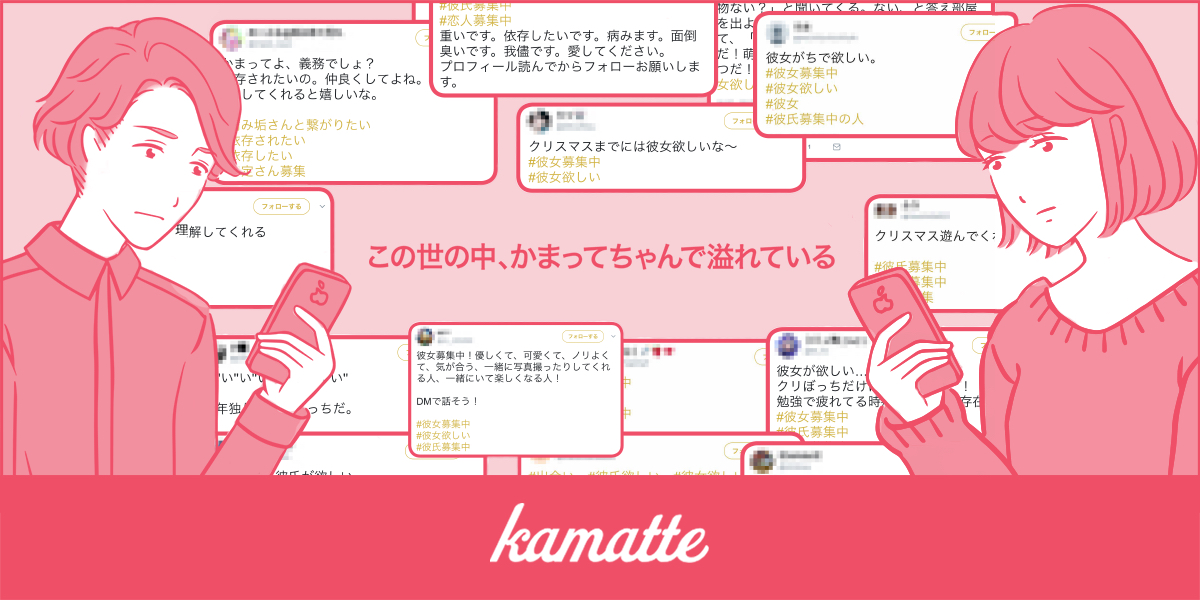 #彼氏募集中
#恋人募集中
重いです。依存したいです。病みます。面倒
臭いです。我儘です。愛してください。
プロフィール読んでからフォローお願いしま
す。
物ない？」と聞いてくる。ない、と答え部屋
を出よ
て、「
だ！萌
つだ！
女欲し
彼女がちで欲しい。
#彼女募集中
#彼女欲しい
#彼女
#彼氏募集中の人
かまってよ、義務でしょ？
存されたいの。仲良くしてよね。
してくれると嬉しいな。
み垢さんと繋がりたい
依存されたい
依存したい
定さん募集
クリスマスまでには彼女欲しいな〜
#彼女募集中
#彼女欲しい
フォローする
理解してくれる
クリスマス遊んでく
#彼氏募集中
募集中
集
この世の中、かまってちゃんで溢れている
フォローする
彼女募集中！優しくて、可愛くて、ノリよく
て、気が合う、一緒に写真撮ったりしてくれ
る人、一緒にいて楽しくなる人！
DMで話そう！
#彼女募集中
#彼女欲しい
#彼氏募集中
い"い"
い"
年独
っちだ。
中
中
彼女が欲しい…
クリぼっちだけ
！
勉強で疲れてる時
存在
#彼女募集中
#彼氏募集中
彼氏が欲しい
#出会い #彼氏欲しい #彼女欲し
kamatte